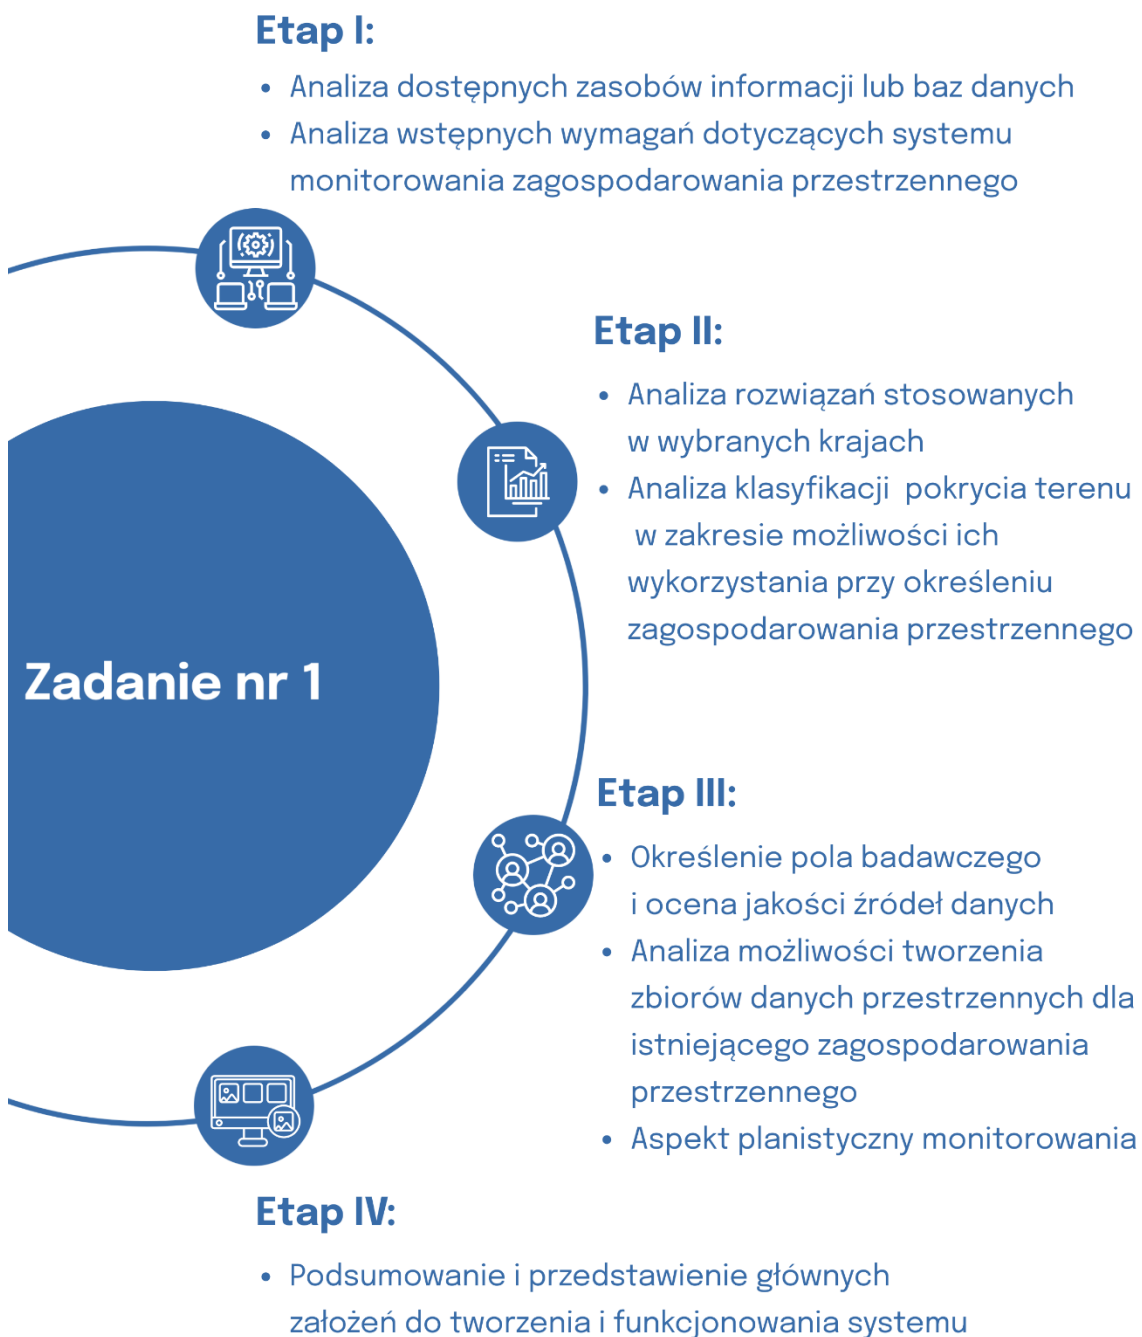 Etap I:
• Analiza dostępnych zasobów informacji lub baz danych
• Analiza wstępnych wymagań dotyczących systemu
monitorowania zagospodarowania przestrzennego
Etap II:
• Analiza rozwiązań stosowanych
w wybranych krajach
• Analiza klasyfikacji pokrycia terenu
w zakresie możliwości ich
wykorzystania przy określeniu
zagospodarowania przestrzennego
Zadanie nr 1
Etap III:
• Określenie pola badawczego
i ocena jakości źródeł danych
• Analiza możliwości tworzenia
zbiorów danych przestrzennych dla
istniejącego zagospodarowania
przestrzennego
• Aspekt planistyczny monitorowania
Etap IV:
• Podsumowanie i przedstawienie głównych
założeń do tworzenia i funkcjonowania systemu